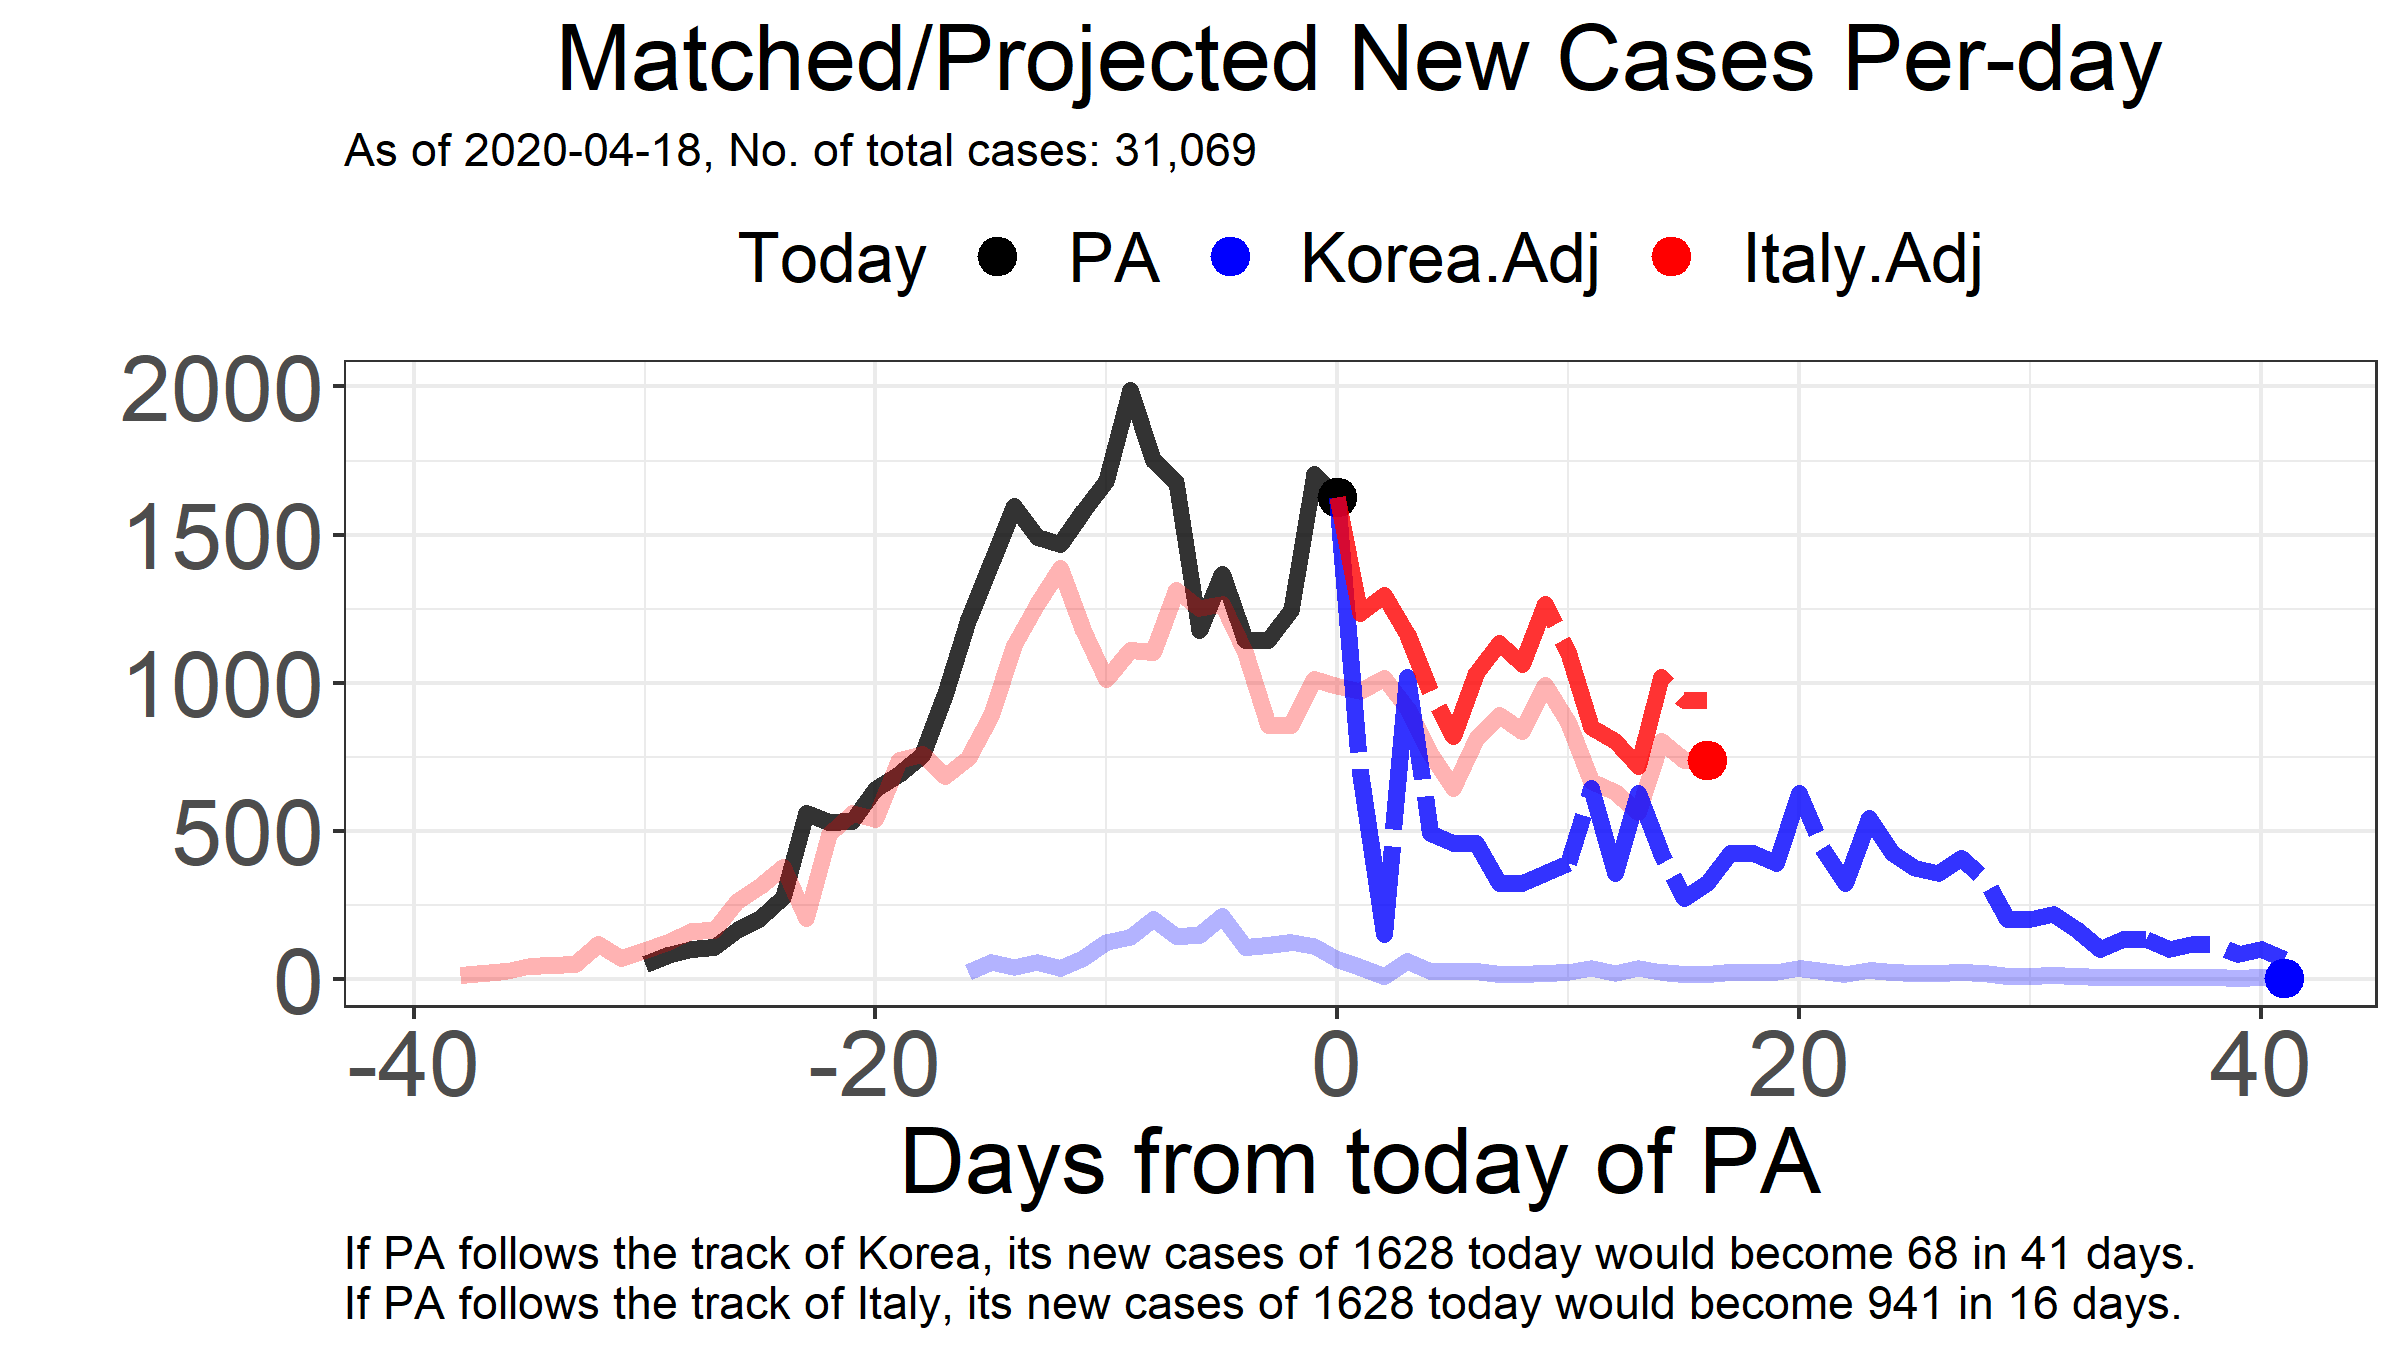 Matched/Projected New Cases Per-day
As of 2020-04-18, No. of total cases: 31,069
Today PA Korea.Adj Italy.Adj
2000
1500
1000
500
0
-40 -20 0 20 40
Days from today of PA
If PA follows the track of Korea, its new cases of 1628 today would become 68 in 41 days.
If PA follows the track of Italy, its new cases of 1628 today would become 941 in 16 days.